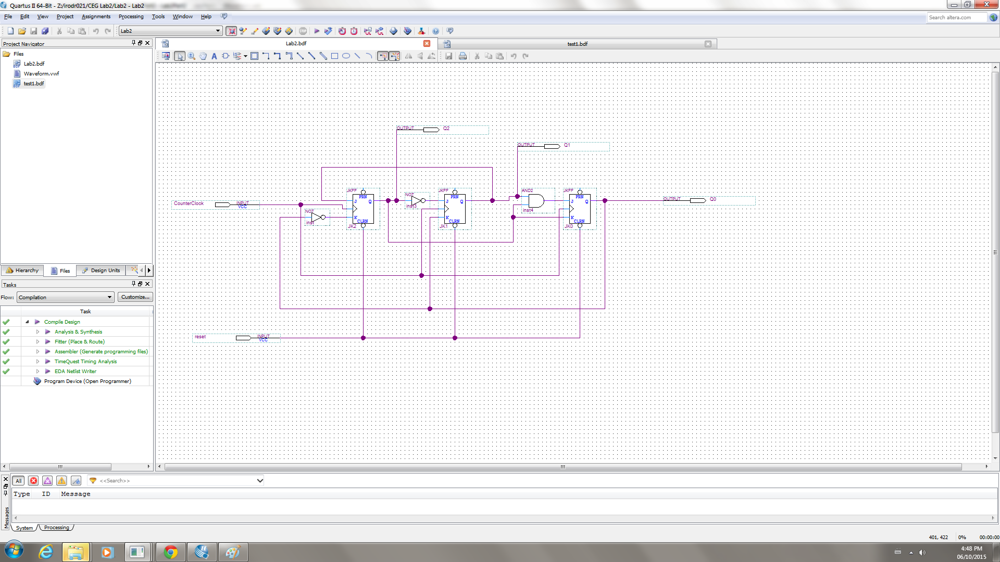 Quartus II 64-Bit - Z:/irodr021/CEG Lab2/Lab2 - Lab2
File Edit View Project Assignments Processing Tools Window Help
Search altera.com
Lab2
Project Navigator
Lab2.bdf
test1.bdf
Files
Lab2.bdf
Waveform.vwf
test1.bdf
Hierarchy Files Design Units
Tasks
Flow: Compilation Customize...
Task
Compile Design
Analysis & Synthesis
Fitter (Place & Route)
Assembler (Generate programming files)
TimeQuest Timing Analysis
EDA Netlist Writer
Program Device (Open Programmer)
OUTPUT Q2
OUTPUT Q1
JKFF JKFF AND2 JKFF
PRN PRN PRN
CounterClock INPUT VCC
J Q
NOT
inst3
J Q
inst4
J Q
OUTPUT Q0
NOT
inst
K K K
CLRN CLRN CLRN
JK2 JK1 JK0
reset INPUT VCC
All <<Search>>
Type ID Message
Messages
System Processing
401, 422 0% 00:00:00
4:48 PM
06/10/2015